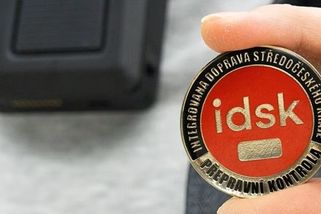 INTEGROVANÁ DOPRAVA STŘEDOČESKÉHO KRAJE
idsk
PŘEPRAVNÍ KONTROLA